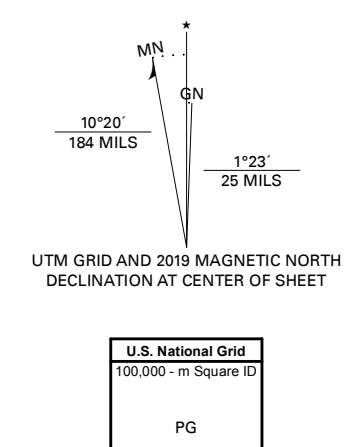 ★
MN
GN
10°20´
184 MILS
1°23´
25 MILS
UTM GRID AND 2019 MAGNETIC NORTH
DECLINATION AT CENTER OF SHEET
U.S. National Grid
100,000 - m Square ID
PG